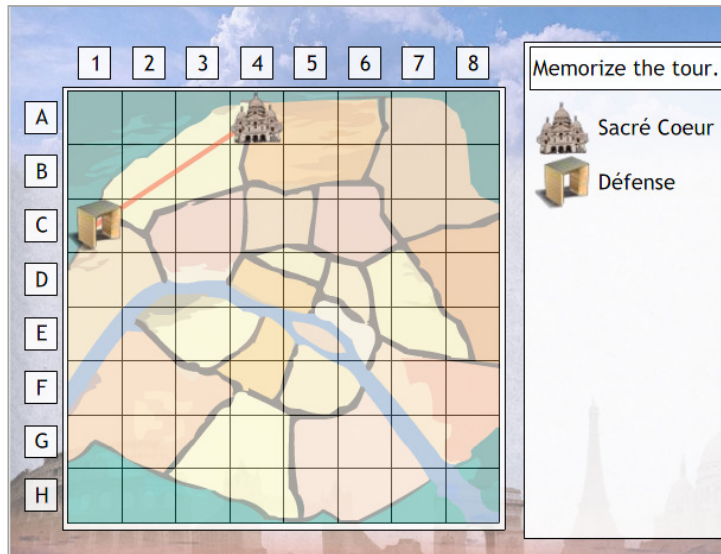 1 2 3 4 5 6 7 8
Memorize the tour.
A
Sacré Coeur
B
Défense
C
D
E
F
G
H